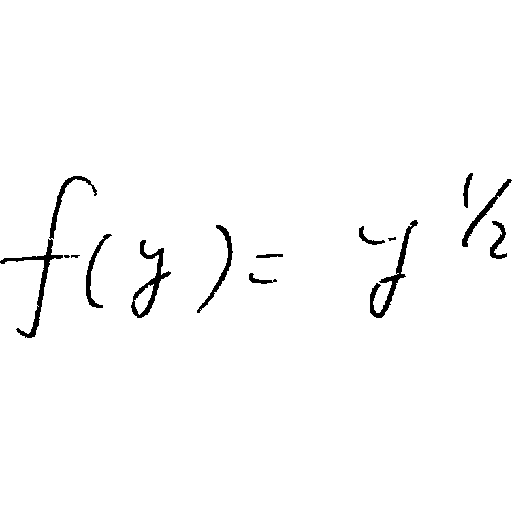 f(y) = y^{1/2}